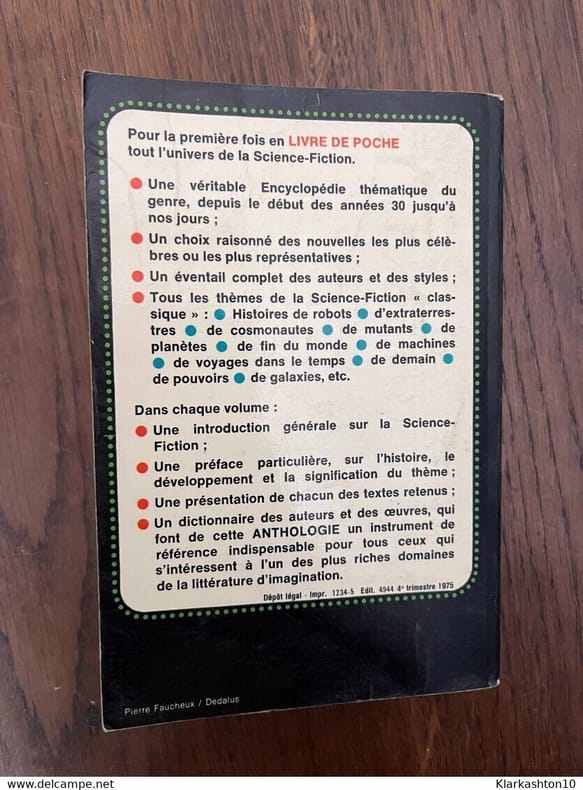 Pour la première fois en LIVRE DE POCHE
tout l'univers de la Science-Fiction.
● Une véritable Encyclopédie thématique du
genre, depuis le début des années 30 jusqu'à
nos jours ;
● Un choix raisonné des nouvelles les plus célè-
bres ou les plus représentatives ;
● Un éventail complet des auteurs et des styles ;
● Tous les thèmes de la Science-Fiction « clas-
sique » : ● Histoires de robots ● d'extraterres-
tres ● de cosmonautes ● de mutants ● de
planètes ● de fin du monde ● de machines
● de voyages dans le temps ● de demain ●
de pouvoirs ● de galaxies, etc.
Dans chaque volume :
● Une introduction générale sur la Science-
Fiction ;
● Une préface particulière, sur l'histoire, le
développement et la signification du thème ;
● Une présentation de chacun des textes retenus ;
● Un dictionnaire des auteurs et des œuvres, qui
font de cette ANTHOLOGIE un instrument de
référence indispensable pour tous ceux qui
s'intéressent à l'un des plus riches domaines
de la littérature d'imagination.
Dépôt légal - Impr. 1234-5 Edit. 4944 4e trimestre 1975
Pierre Faucheux / Dedalus
www.2ememain.be
Klarkashton10